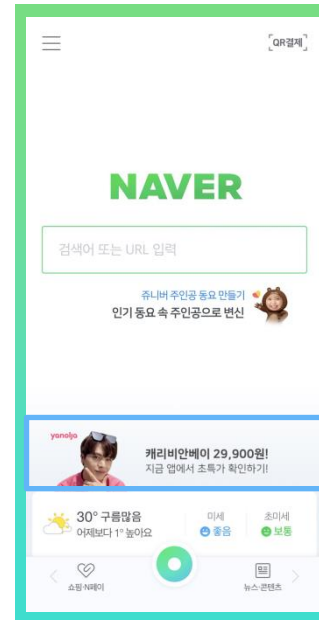 QR결제
NAVER
검색어 또는 URL 입력
쥬니버 주인공 동요 만들기
인기 동요 속 주인공으로 변신
yanolja
캐리비안베이 29,900원!
지금 앱에서 초특가 확인하기!
30° 구름많음
어제보다 1° 높아요
미세
좋음
초미세
보통
쇼핑·N페이
뉴스·콘텐츠